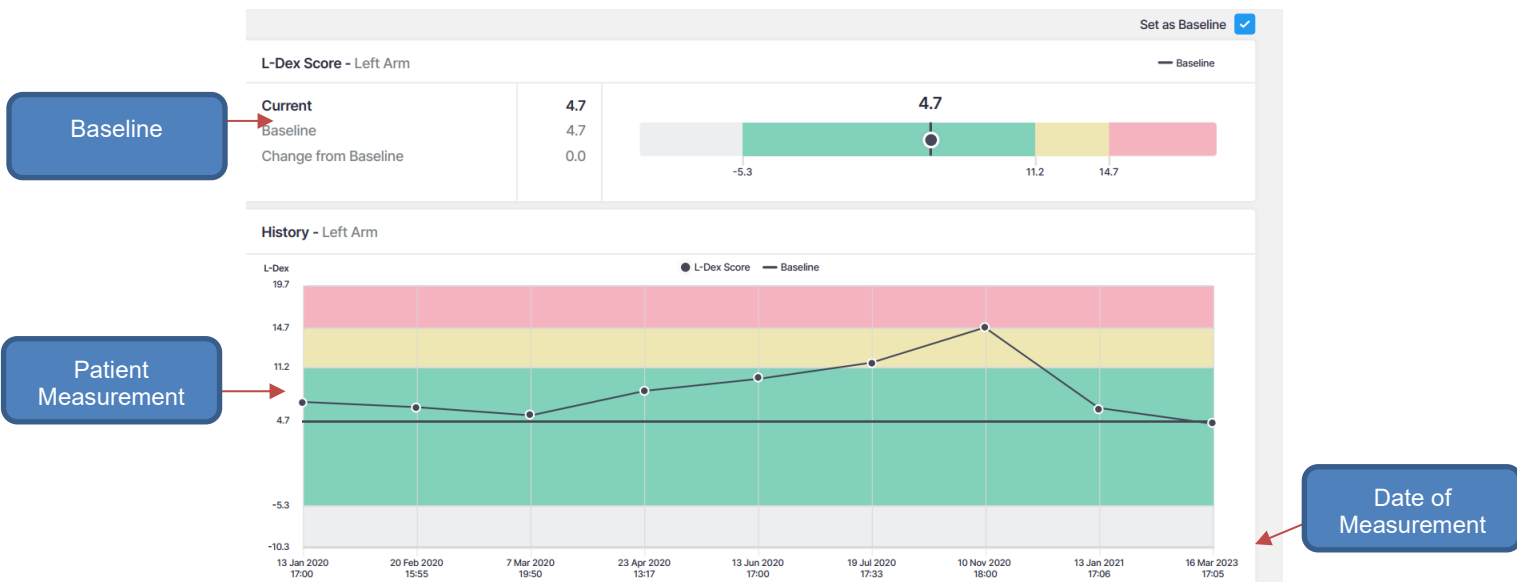 Set as Baseline
L-Dex Score - Left Arm
Baseline
Current 4.7
Baseline 4.7
Change from Baseline 0.0
4.7
-5.3 11.2 14.7
Baseline
History - Left Arm
L-Dex
L-Dex Score Baseline
19.7
14.7
11.2
4.7
-5.3
-10.3
13 Jan 2020 20 Feb 2020 7 Mar 2020 23 Apr 2020 13 Jun 2020 19 Jul 2020 10 Nov 2020 13 Jan 2021 16 Mar 2023
17:00 15:55 19:50 13:17 17:00 17:33 18:00 17:06 17:05
Patient
Measurement
Date of
Measurement